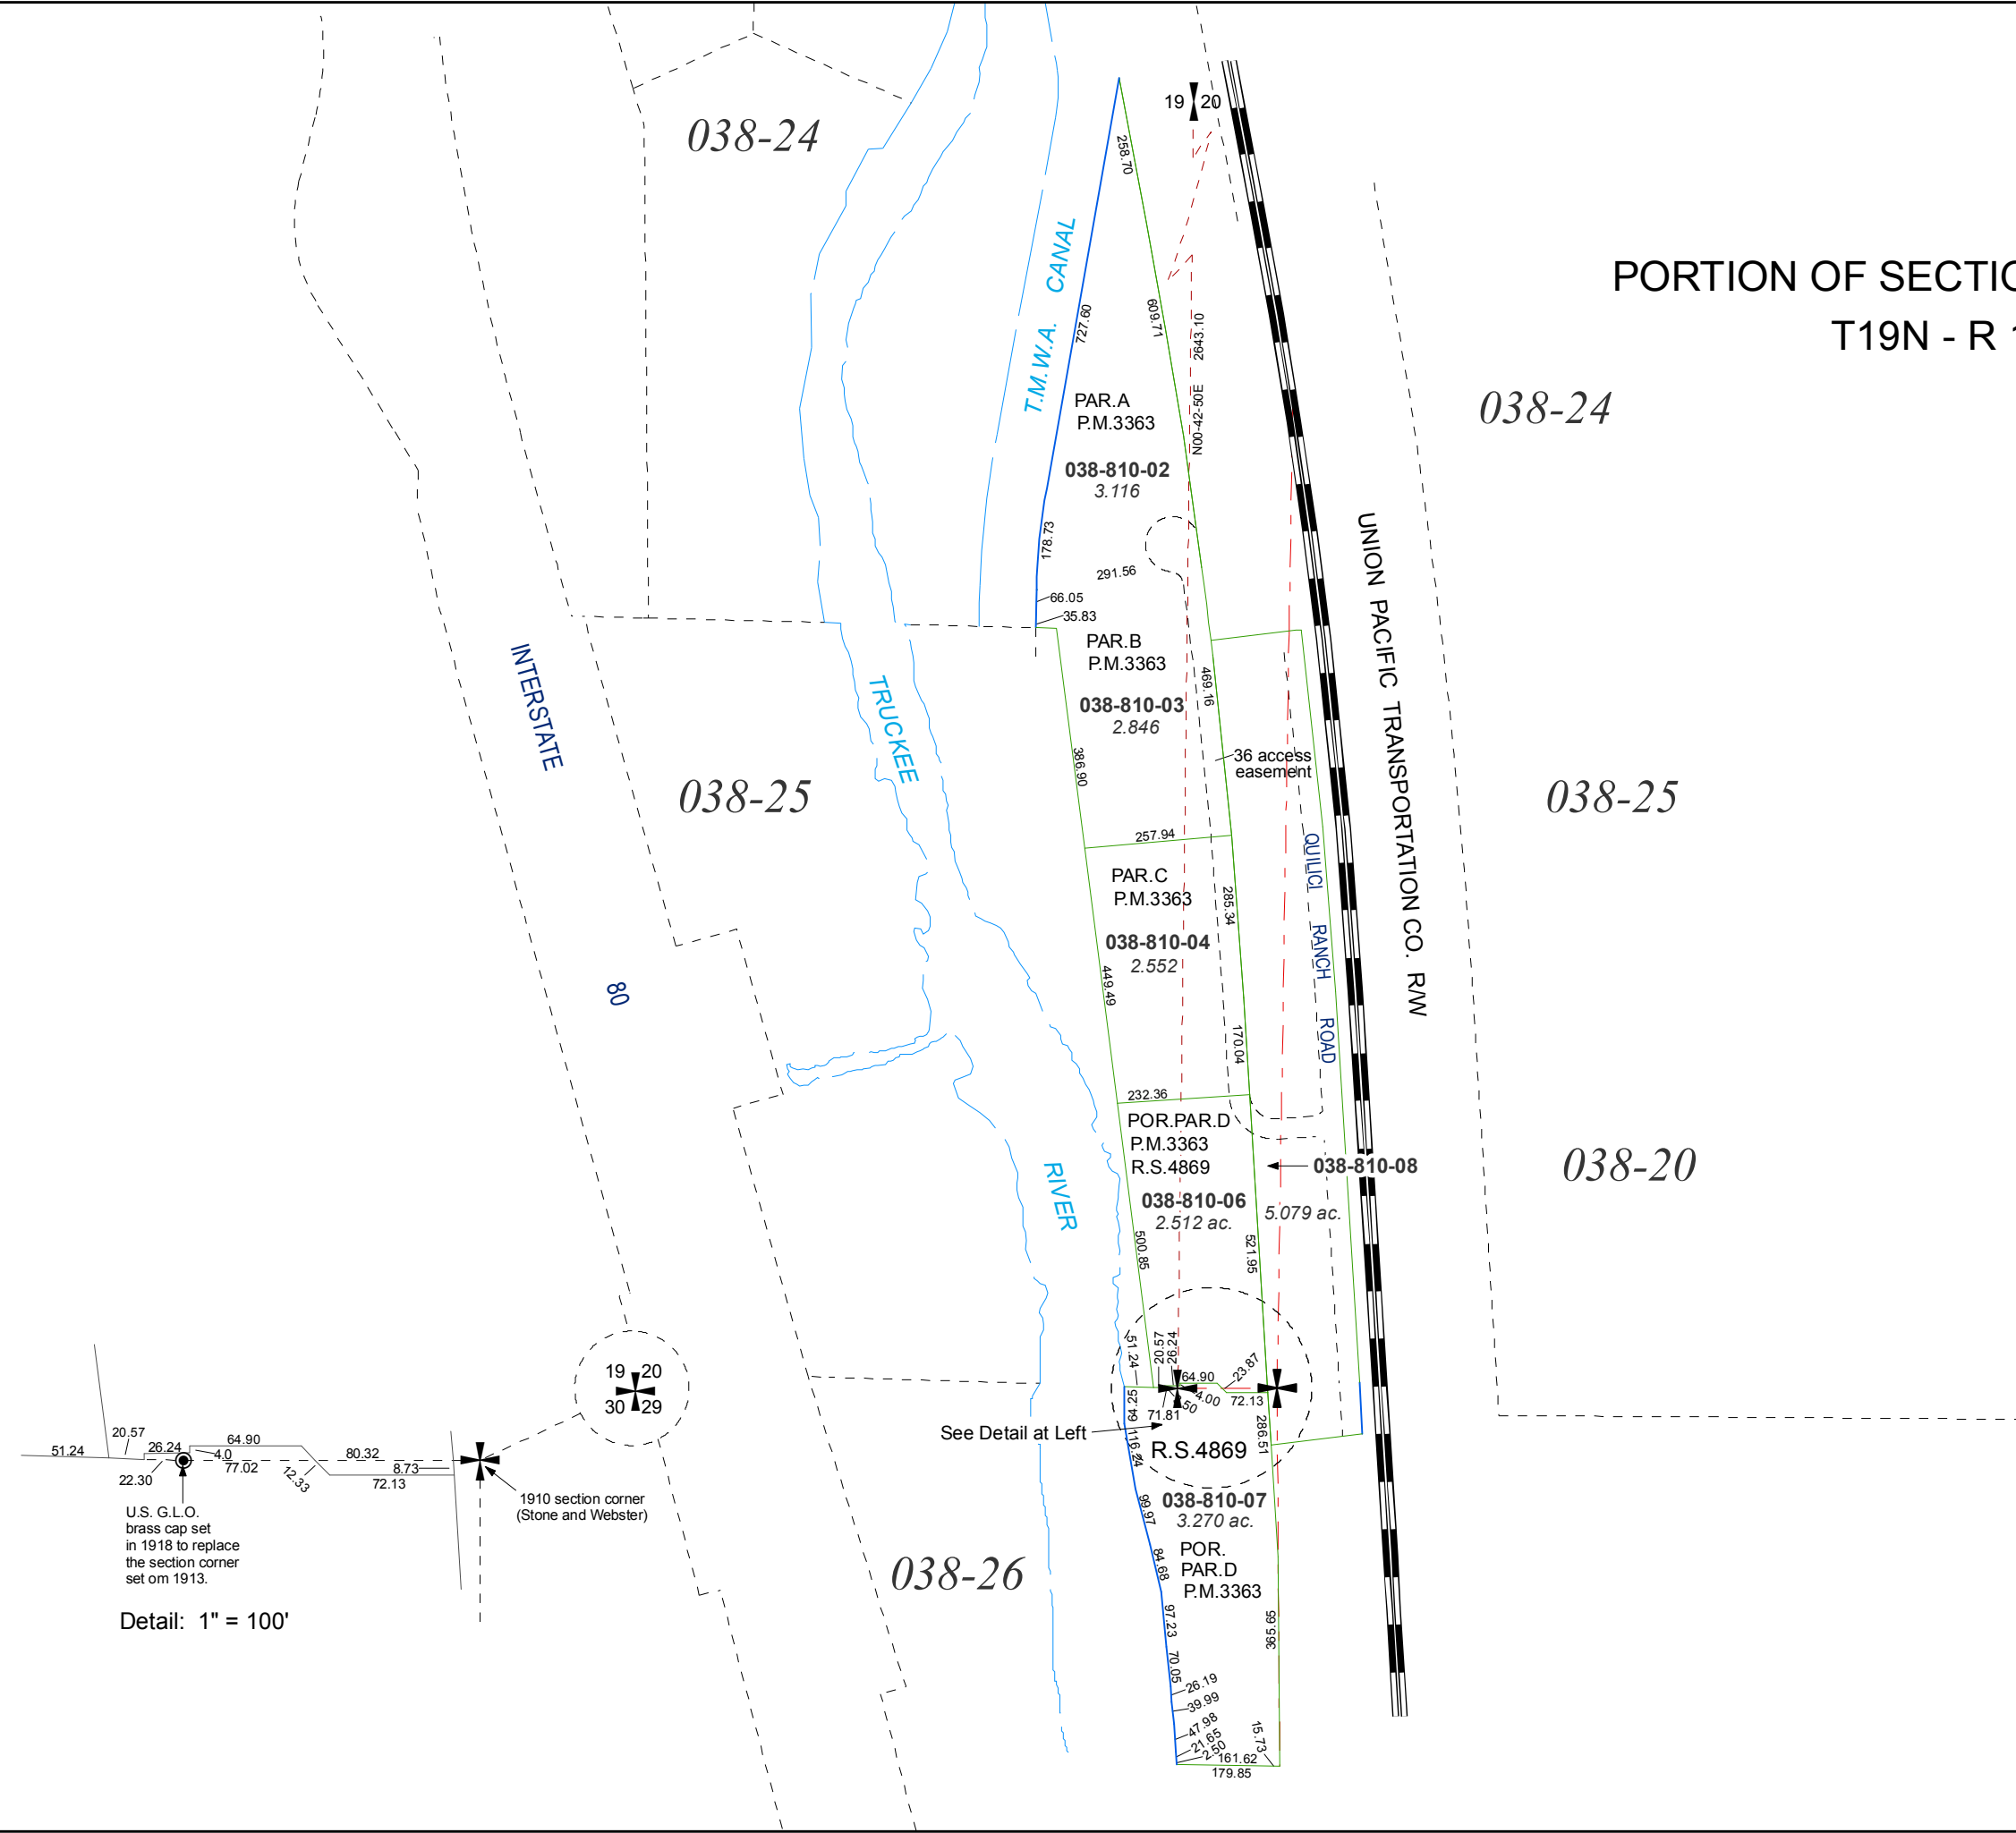 038-24
19 20
258.70
PORTION OF SECTIO
T19N - R 1
T.M.W.A. CANAL
727.60
609.71
N00-42-50E 2643.10
PAR.A
P.M.3363
038-810-02
3.116
038-24
178.73
291.56
66.05
35.83
PAR.B
P.M.3363
038-810-03
2.846
469.16
386.90
36 access
easement
257.94
INTERSTATE
80
TRUCKEE
RIVER
038-25
UNION PACIFIC TRANSPORTATION CO. R/W
038-25
QUILICI RANCH ROAD
PAR.C
P.M.3363
038-810-04
2.552
285.34
449.49
170.04
232.36
POR.PAR.D
P.M.3363
R.S.4869
038-810-06
2.512 ac.
038-810-08
5.079 ac.
038-20
500.85
521.95
51.24
20.57
26.24
64.90
23.87
4.00
72.13
71.81
64.25
116.24
286.51
See Detail at Left
R.S.4869
038-810-07
3.270 ac.
POR.
PAR.D
P.M.3363
99.97
84.68
97.23
70.05
395.95
26.19
39.99
47.98
21.65
2.50
15.73
161.62
179.85
038-26
19 20
30 29
20.57
51.24
26.24
64.90
4.0
77.02
80.32
22.30
12.33
8.73
72.13
U.S. G.L.O.
brass cap set
in 1918 to replace
the section corner
set om 1913.
1910 section corner
(Stone and Webster)
Detail: 1" = 100'